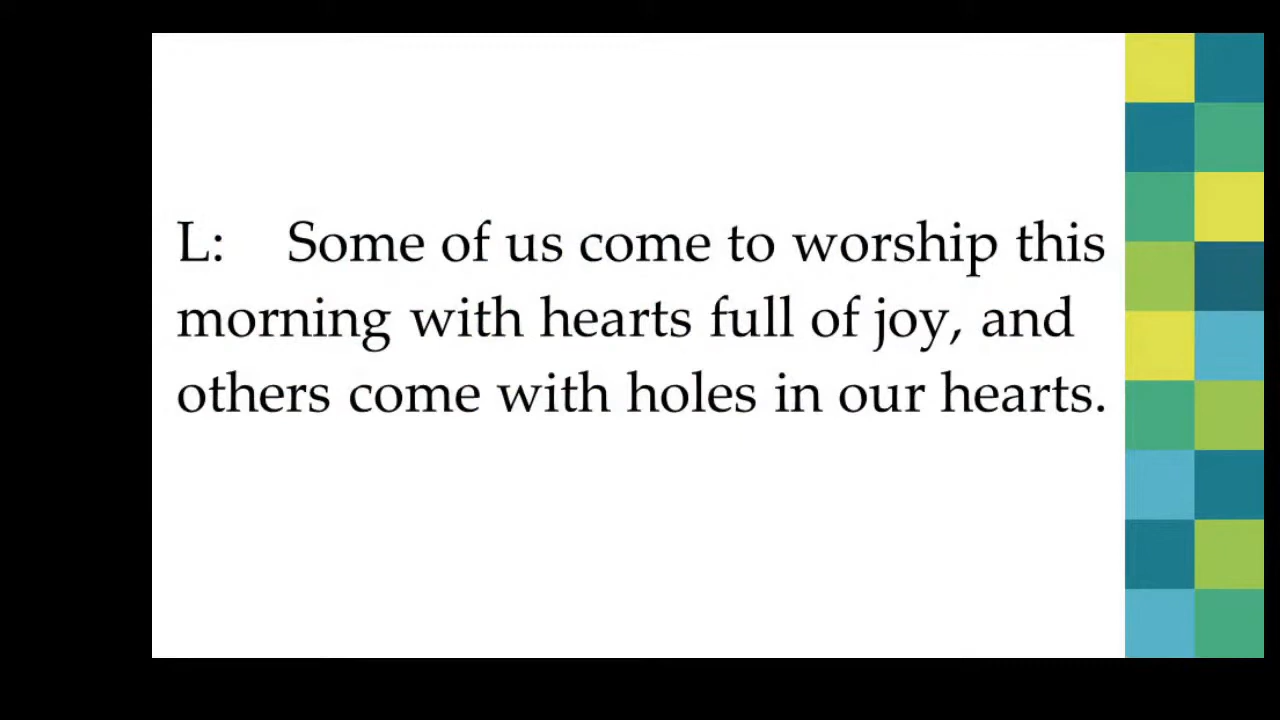 L: Some of us come to worship this
morning with hearts full of joy, and
others come with holes in our hearts.